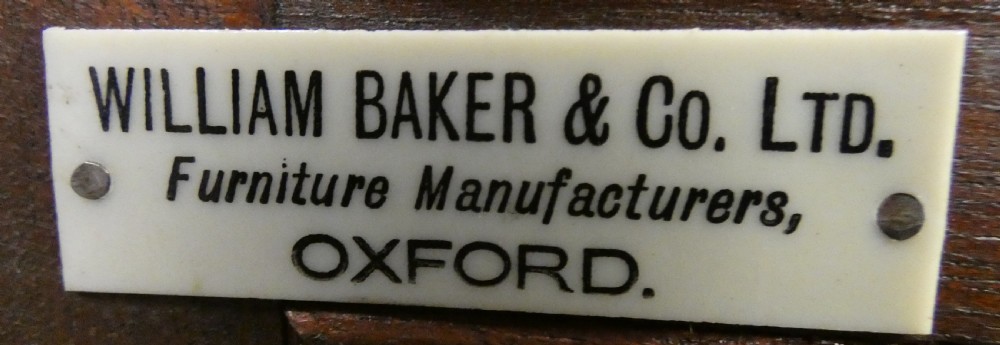 WILLIAM BAKER & CO. LTD.
Furniture Manufacturers,
OXFORD.